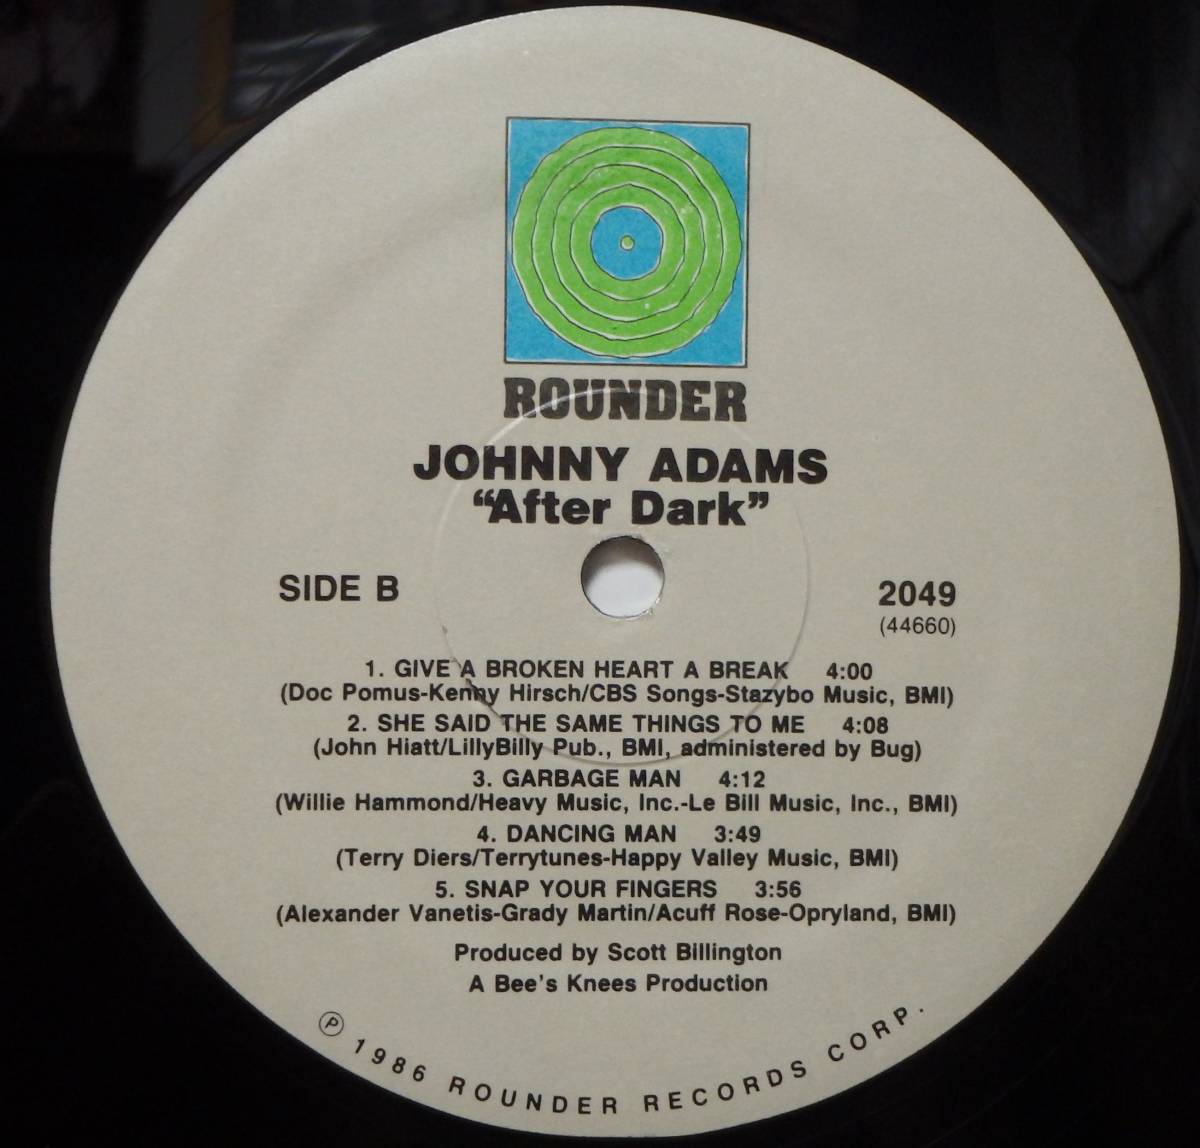 ROUNDER
JOHNNY ADAMS
“After Dark”
SIDE B
2049
(44660)
1. GIVE A BROKEN HEART A BREAK 4:00
(Doc Pomus-Kenny Hirsch/CBS Songs-Stazybo Music, BMI)
2. SHE SAID THE SAME THINGS TO ME 4:08
(John Hiatt/LillyBilly Pub., BMI, administered by Bug)
3. GARBAGE MAN 4:12
(Willie Hammond/Heavy Music, Inc.-Le Bill Music, Inc., BMI)
4. DANCING MAN 3:49
(Terry Diers/Terrytunes-Happy Valley Music, BMI)
5. SNAP YOUR FINGERS 3:56
(Alexander Vanetis-Grady Martin/Acuff Rose-Opryland, BMI)
Produced by Scott Billington
A Bee's Knees Production
℗ 1986 ROUNDER RECORDS CORP.